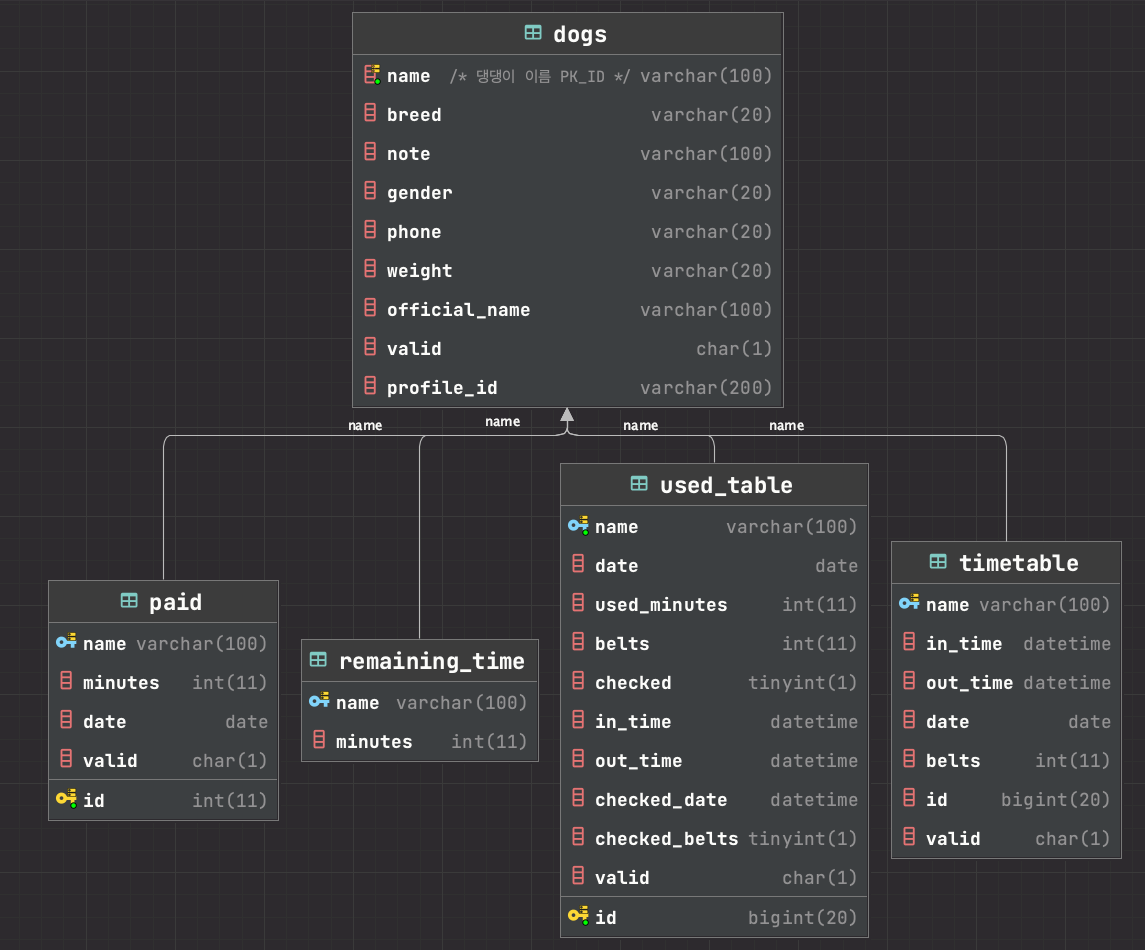 dogs
name /* 댕댕이 이름 PK_ID */ varchar(100)
breed varchar(20)
note varchar(100)
gender varchar(20)
phone varchar(20)
weight varchar(20)
official_name varchar(100)
valid char(1)
profile_id varchar(200)
name name name name
paid
name varchar(100)
minutes int(11)
date date
valid char(1)
id int(11)
remaining_time
name varchar(100)
minutes int(11)
used_table
name varchar(100)
date date
used_minutes int(11)
belts int(11)
checked tinyint(1)
in_time datetime
out_time datetime
checked_date datetime
checked_belts tinyint(1)
valid char(1)
id bigint(20)
timetable
name varchar(100)
in_time datetime
out_time datetime
date date
belts int(11)
id bigint(20)
valid char(1)